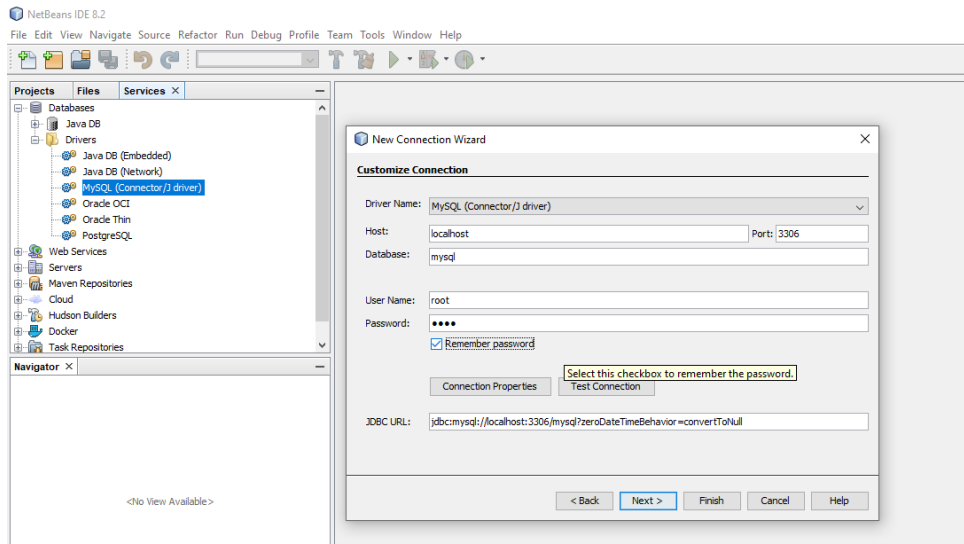 NetBeans IDE 8.2
File Edit View Navigate Source Refactor Run Debug Profile Team Tools Window Help
Projects Files Services
Databases
Java DB
Drivers
Java DB (Embedded)
Java DB (Network)
MySQL (Connector/J driver)
Oracle OCI
Oracle Thin
PostgreSQL
Web Services
Servers
Maven Repositories
Cloud
Hudson Builders
Docker
Task Repositories
Navigator
<No View Available>
New Connection Wizard
Customize Connection
Driver Name: MySQL (Connector/J driver)
Host: localhost Port: 3306
Database: mysql
User Name: root
Password: ••••
Remember password
Select this checkbox to remember the password.
Connection Properties Test Connection
JDBC URL: jdbc:mysql://localhost:3306/mysql?zeroDateTimeBehavior=convertToNull
< Back Next > Finish Cancel Help